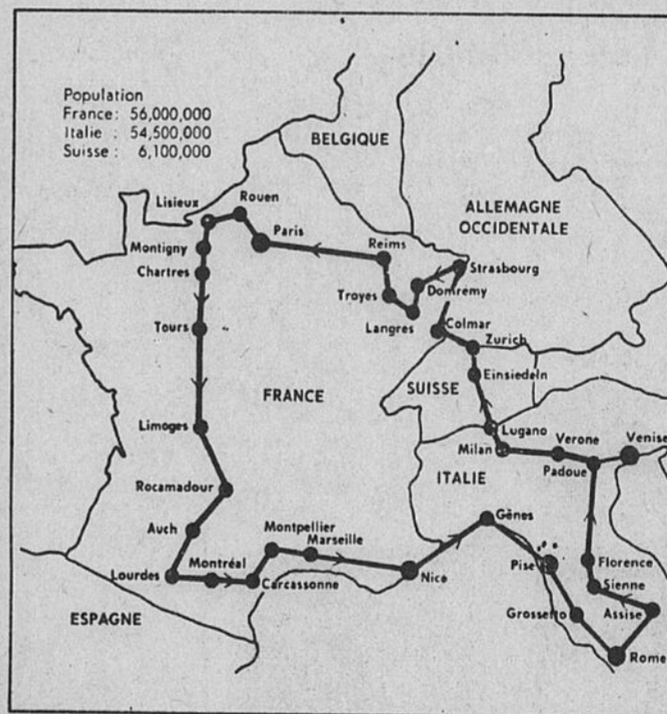 Population
France: 56,000,000
Italie : 54,500,000
Suisse : 6,100,000
BELGIQUE
Lisieux
Rouen
ALLEMAGNE
OCCIDENTALE
Paris
Montigny
Reims
Chartres
Strasbourg
Domremy
Troyes
Langres
Tours
Colmar
Zurich
Einsiedeln
SUISSE
FRANCE
Limoges
Lugano
Verone
Venise
Milan
Padoue
ITALIE
Rocamadour
Gênes
Auch
Montpellier
Marseille
Florence
Pise
Lourdes
Montréal
Carcassonne
Nice
Sienne
Grossetto
Assise
ESPAGNE
Rome